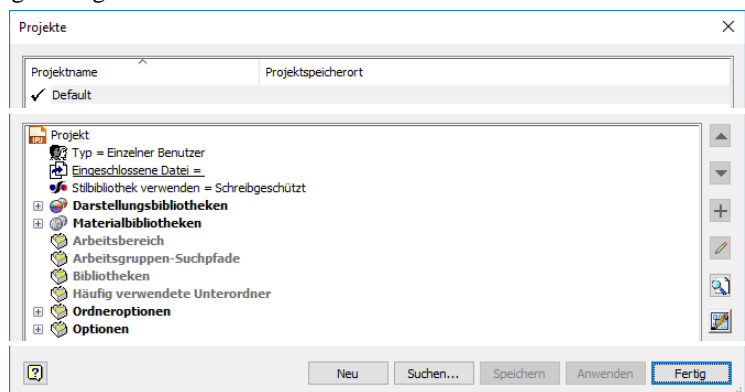 Projekte
Projektname Projektspeicherort
Default
Projekt
Typ = Einzelner Benutzer
Eingeschlossene Datei =
Stilbibliothek verwenden = Schreibgeschützt
Darstellungsbibliotheken
Materialbibliotheken
Arbeitsbereich
Arbeitsgruppen-Suchpfade
Bibliotheken
Häufig verwendete Unterordner
Ordneroptionen
Optionen
Neu Suchen... Speichern Anwenden Fertig